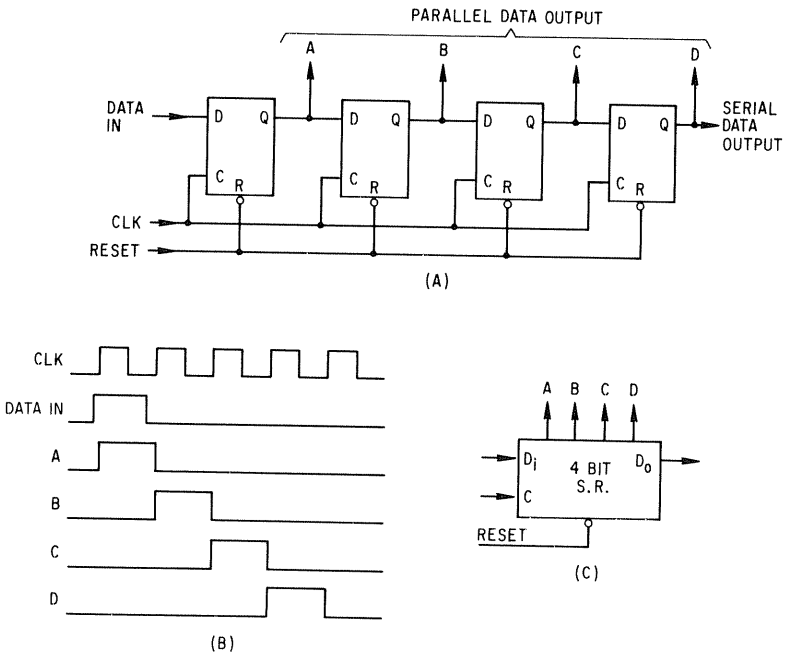 PARALLEL DATA OUTPUT
A B C D
DATA IN
D Q D Q D Q D Q
SERIAL DATA OUTPUT
C R C R C R C R
CLK
RESET
(A)
CLK
DATA IN
A
B
C
D
(B)
A B C D
Di 4 BIT S.R. Do
C
RESET
(C)